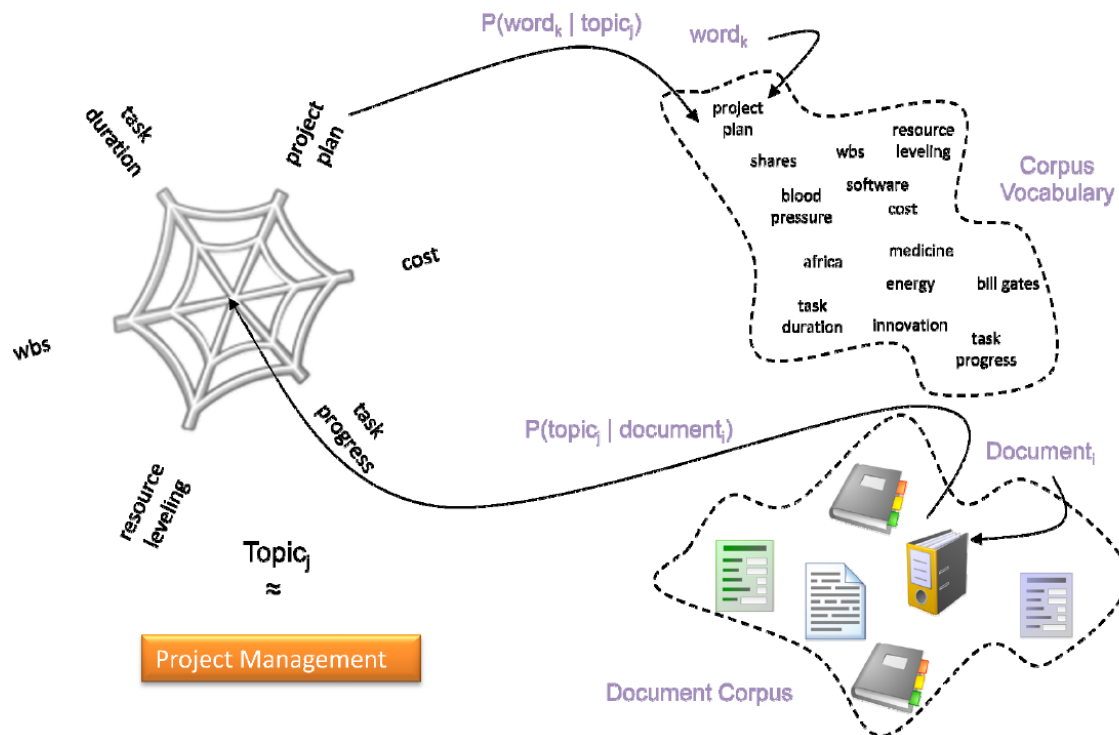 P(word_k | topic_j)
word_k
task
duration
project
plan
cost
wbs
task
progress
resource
leveling
Topic_j
≈
Project Management
project
plan
resource
leveling
shares
wbs
software
blood
pressure
cost
africa
medicine
energy
bill gates
task
duration
innovation
task
progress
Corpus
Vocabulary
P(topic_j | document_i)
Document_i
Document Corpus